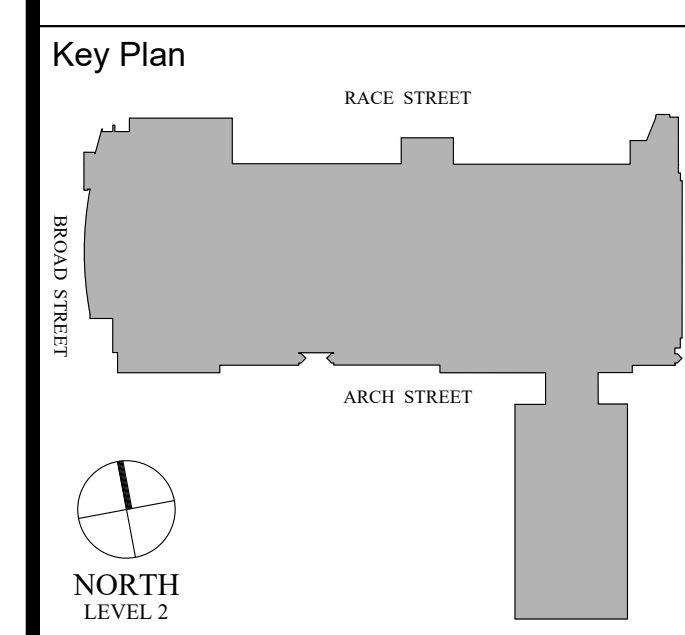 Key Plan
RACE STREET
BROAD STREET
ARCH STREET
NORTH
LEVEL 2